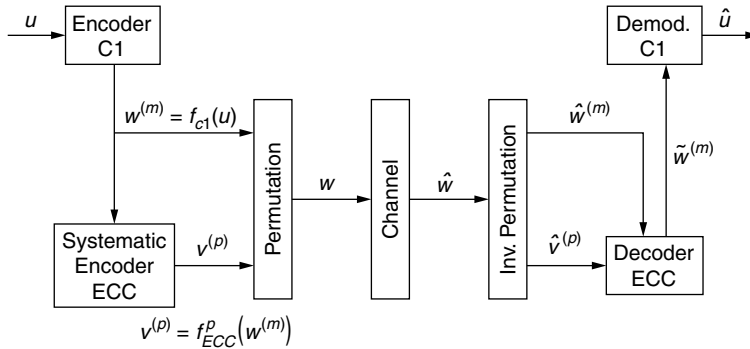 u
Encoder
C1
Demod.
C1
û
w^(m) = f_c1(u)
Permutation
w
Channel
ŵ
Inv. Permutation
ŵ^(m)
w̃^(m)
Systematic
Encoder
ECC
v^(p)
v̂^(p)
Decoder
ECC
v^(p) = f^p_ECC(w^(m))